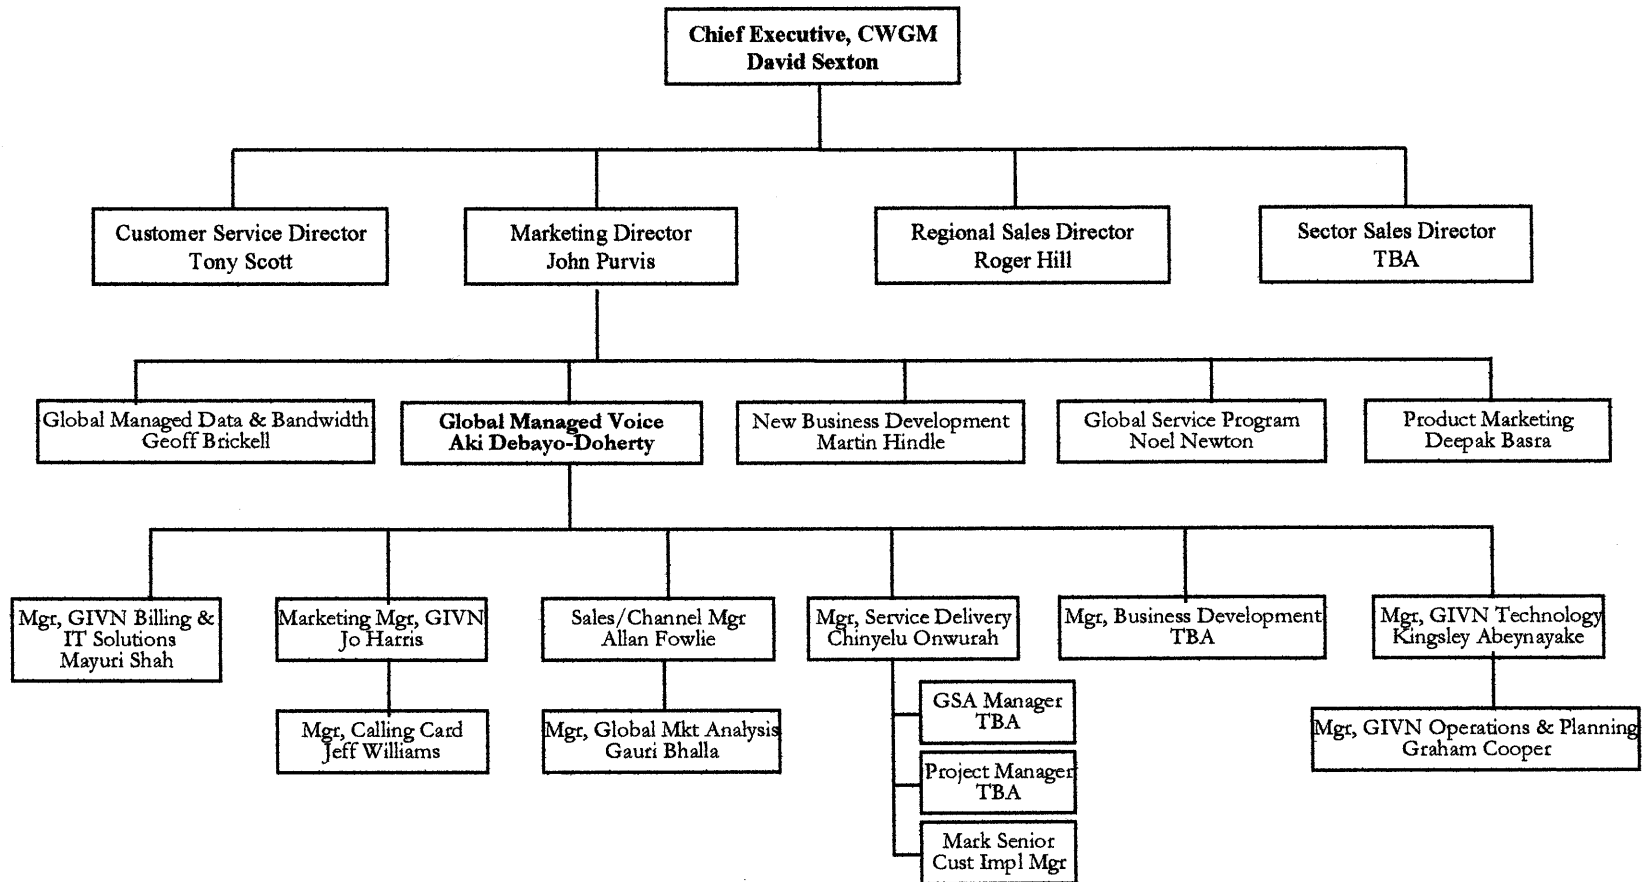 Chief Executive, CWGM
David Sexton
Customer Service Director
Tony Scott
Marketing Director
John Purvis
Regional Sales Director
Roger Hill
Sector Sales Director
TBA
Global Managed Data & Bandwidth
Geoff Brickell
Global Managed Voice
Aki Debayo-Doherty
New Business Development
Martin Hindle
Global Service Program
Noel Newton
Product Marketing
Deepak Basra
Mgr, GIVN Billing &
IT Solutions
Mayuri Shah
Marketing Mgr, GIVN
Jo Harris
Sales/Channel Mgr
Allan Fowlie
Mgr, Service Delivery
Chinyelu Onwurah
Mgr, Business Development
TBA
Mgr, GIVN Technology
Kingsley Abeynayake
Mgr, Calling Card
Jeff Williams
Mgr, Global Mkt Analysis
Gauri Bhalla
GSA Manager
TBA
Project Manager
TBA
Mark Senior
Cust Impl Mgr
Mgr, GIVN Operations & Planning
Graham Cooper